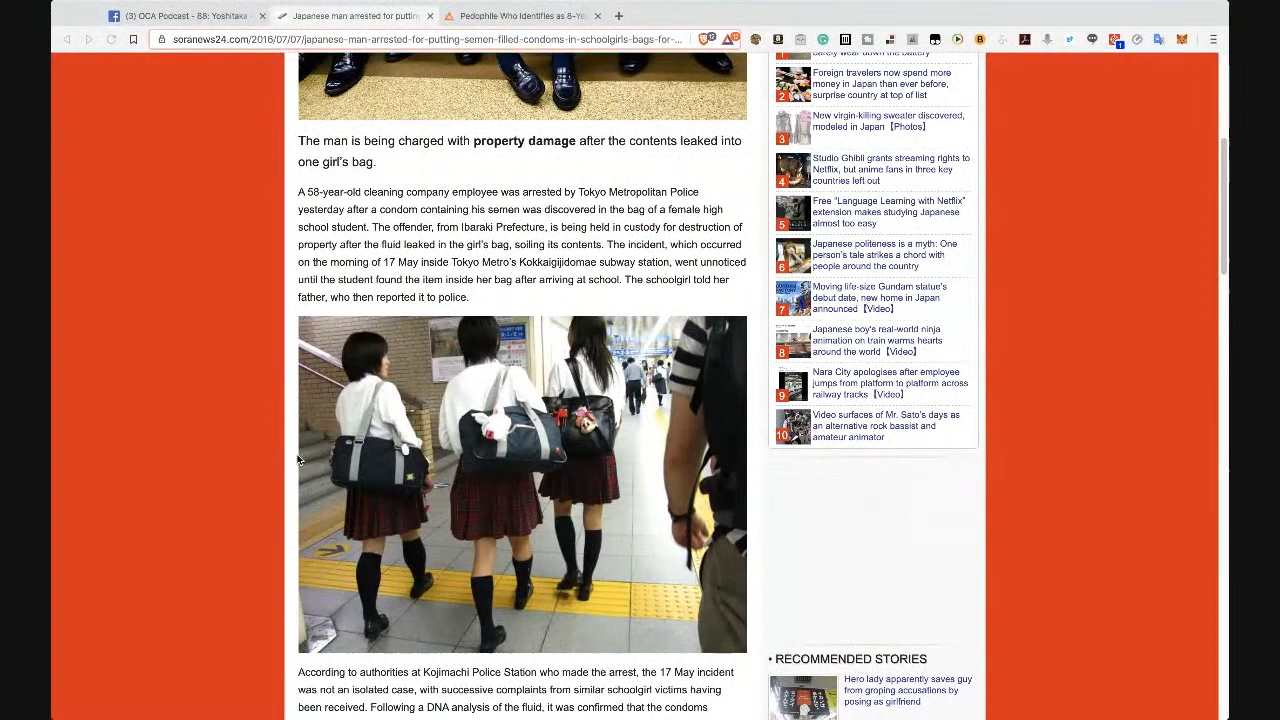 (3) OCA Podcast - 88: Yoshitaka
Japanese man arrested for putting
Pedophile Who Identifies as 8-Ye
soranews24.com/2016/07/07/japanese-man-arrested-for-putting-semen-filled-condoms-in-schoolgirls-bags-for-...
The man is being charged with property damage after the contents leaked into
one girl's bag.
A 58-year-old cleaning company employee was arrested by Tokyo Metropolitan Police
yesterday after a condom containing his semen was discovered in the bag of a female high
school student. The offender, from Ibaraki Prefecture, is being held in custody for destruction of
property after the fluid leaked in the girl's bag, soiling its contents. The incident, which occurred
on the morning of 17 May inside Tokyo Metro's Kokkaigijidomae subway station, went unnoticed
until the student found the item inside her bag after arriving at school. The schoolgirl told her
father, who then reported it to police.
According to authorities at Kojimachi Police Station who made the arrest, the 17 May incident
was not an isolated case, with successive complaints from similar schoolgirl victims having
been received. Following a DNA analysis of the fluid, it was confirmed that the condoms
barely wear down the battery
2
Foreign travelers now spend more
money in Japan than ever before,
surprise country at top of list
3
New virgin-killing sweater discovered,
modeled in Japan【Photos】
4
Studio Ghibli grants streaming rights to
Netflix, but anime fans in three key
countries left out
5
Free “Language Learning with Netflix”
extension makes studying Japanese
almost too easy
6
Japanese politeness is a myth: One
person's tale strikes a chord with
people around the country
7
Moving life-size Gundam statue's
debut date, new home in Japan
announced【Video】
8
Japanese boy's real-world ninja
animation on train warms hearts
around the world【Video】
9
Nara City apologises after employee
jumps from platform to platform across
railway tracks【Video】
10
Video surfaces of Mr. Sato's days as
an alternative rock bassist and
amateur animator
• RECOMMENDED STORIES
Hero lady apparently saves guy
from groping accusations by
posing as girlfriend